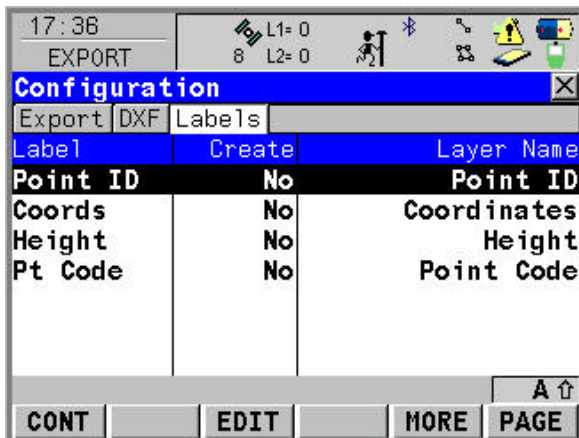 17:36 L1= 0
EXPORT 8 L2= 0
Configuration
Export DXF Labels
Label Create Layer Name
Point ID No Point ID
Coords No Coordinates
Height No Height
Pt Code No Point Code
A
CONT EDIT MORE PAGE